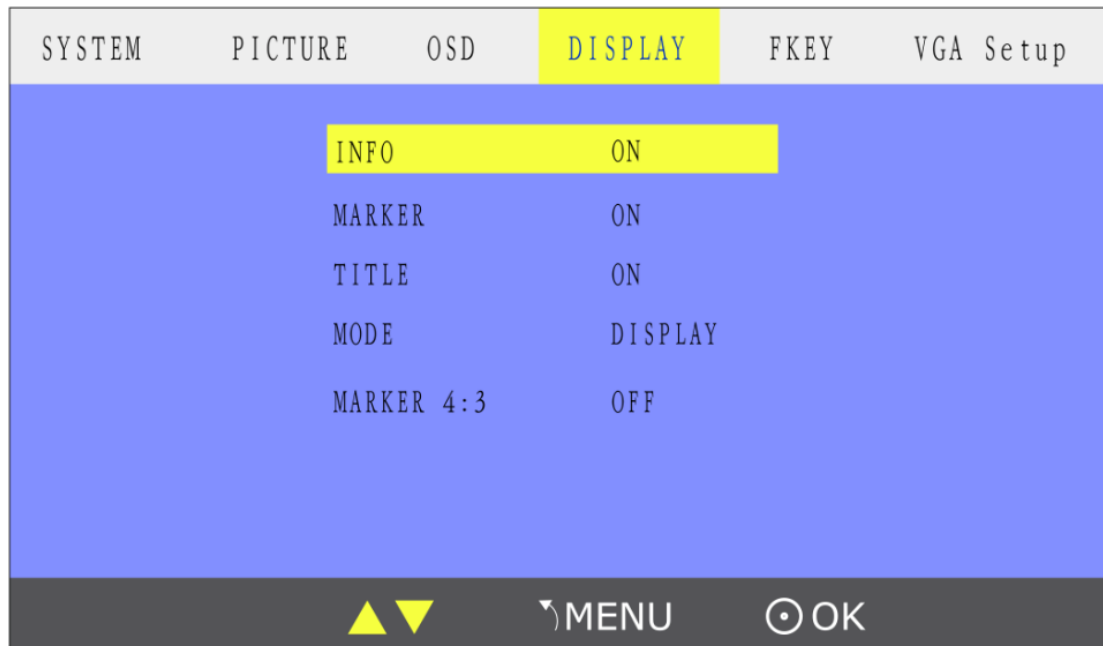 SYSTEM PICTURE OSD DISPLAY FKEY VGA Setup
INFO ON
MARKER ON
TITLE ON
MODE DISPLAY
MARKER 4:3 OFF
MENU OK